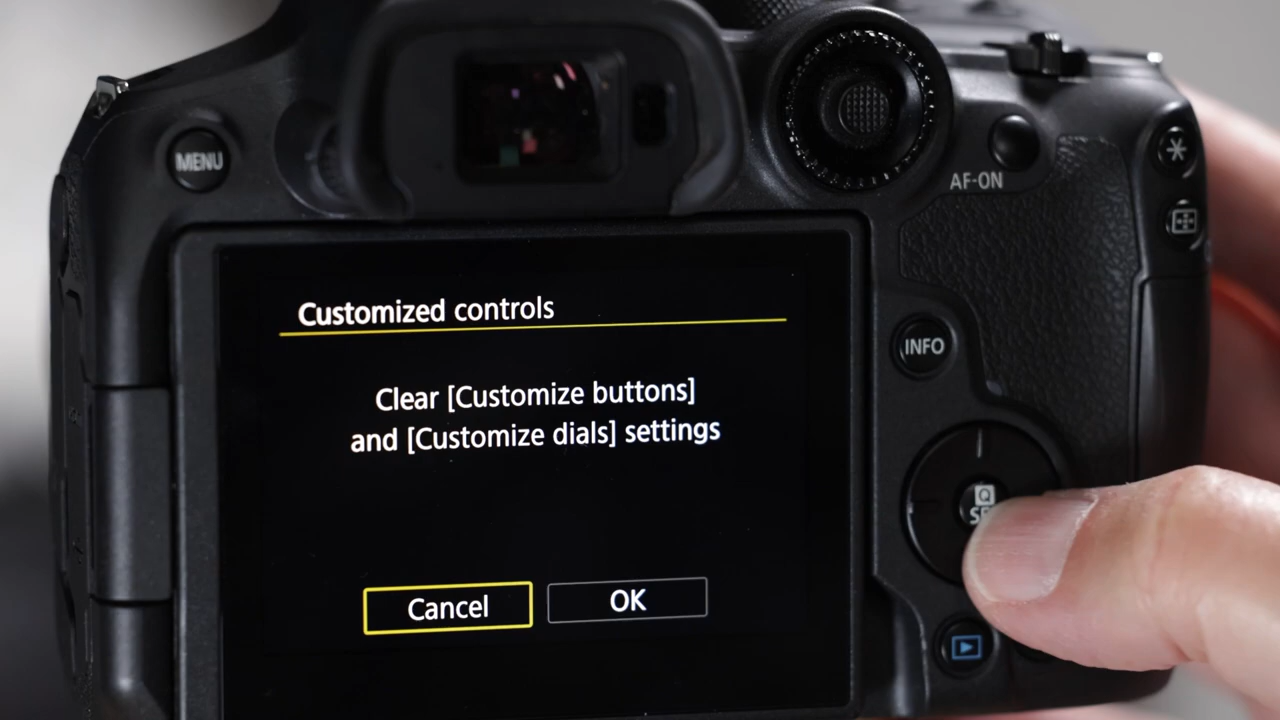 MENU
AF-ON
Customized controls
INFO
Clear [Customize buttons]
and [Customize dials] settings
Q
Cancel
OK